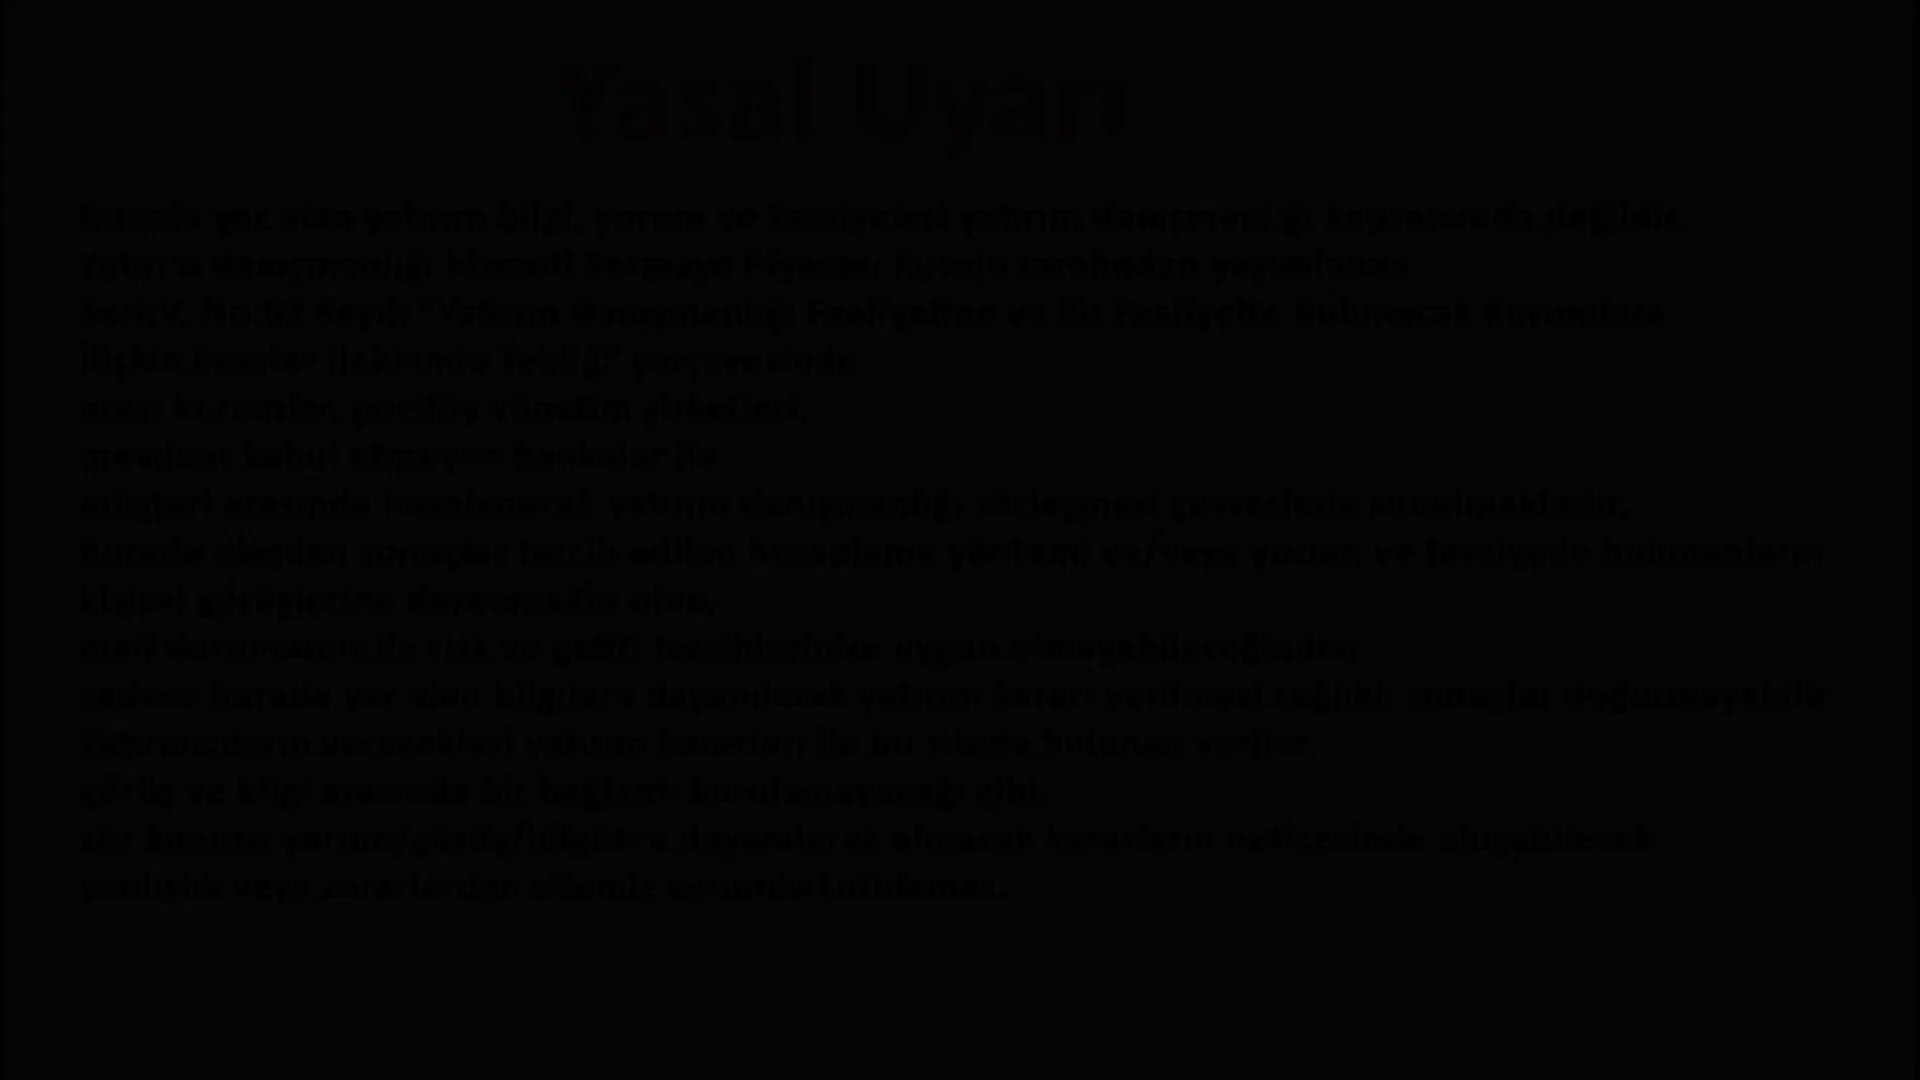 Yasal Uyarı
Burada yer alan yatırım bilgi, yorum ve tavsiyeleri yatırım danışmanlığı kapsamında değildir.
Yatırım danışmanlığı hizmeti Sermaye Piyasası Kurulu tarafından yayımlanan
Seri:V, No:52 Sayılı "Yatırım Danışmanlığı Faaliyetine ve Bu Faaliyette Bulunacak Kurumlara
İlişkin Esaslar Hakkında Tebliğ" çerçevesinde
aracı kurumlar, portföy yönetim şirketleri,
mevduat kabul etmeyen bankalar ile
müşteri arasında imzalanacak yatırım danışmanlığı sözleşmesi çevresinde sunulmaktadır.
Burada ulaşılan sonuçlar tercih edilen hesaplama yöntemi ve/veya yorum ve tavsiyede bulunanların
kişisel görüşlerine dayanmakta olup,
mali durumunuz ile risk ve getiri tercihlerinize uygun olmayabileceğinden
sadece burada yer alan bilgilere dayanılarak yatırım kararı verilmesi sağlıklı sonuçlar doğurmayabilir
Yatırımcıların verecekleri yatırım kararları ile bu sitede bulunan veriler,
görüş ve bilgi arasında bir bağlantı kurulamayacağı gibi,
söz konusu yorum/görüş/bilgilere dayanılarak alınacak kararların neticesinde oluşabilecek
yanlışlık veya zararlardan sitemiz sorumlu tutulamaz.